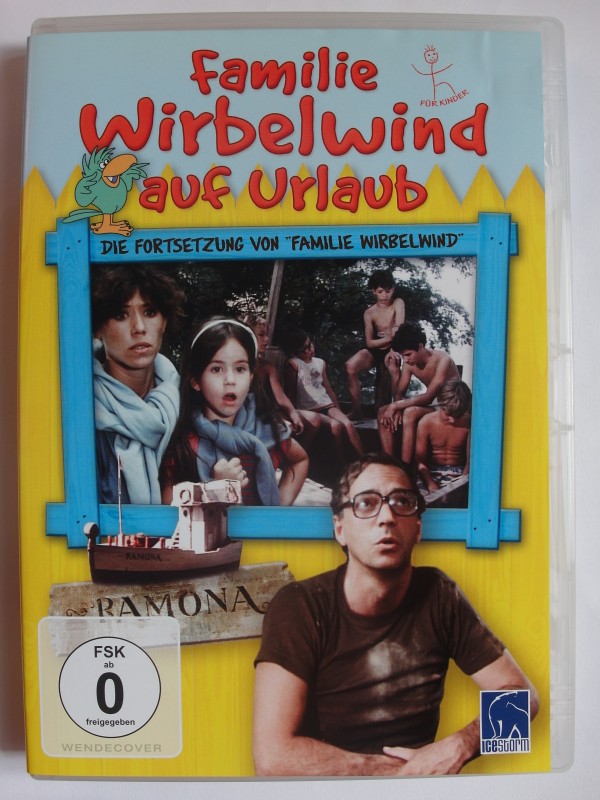 Familie
Wirbelwind
auf Urlaub
FÜR KINDER
DIE FORTSETZUNG VON "FAMILIE WIRBELWIND"
RAMONA
RAMONA
FSK
ab
0
freigegeben
WENDECOVER
ICESTORM